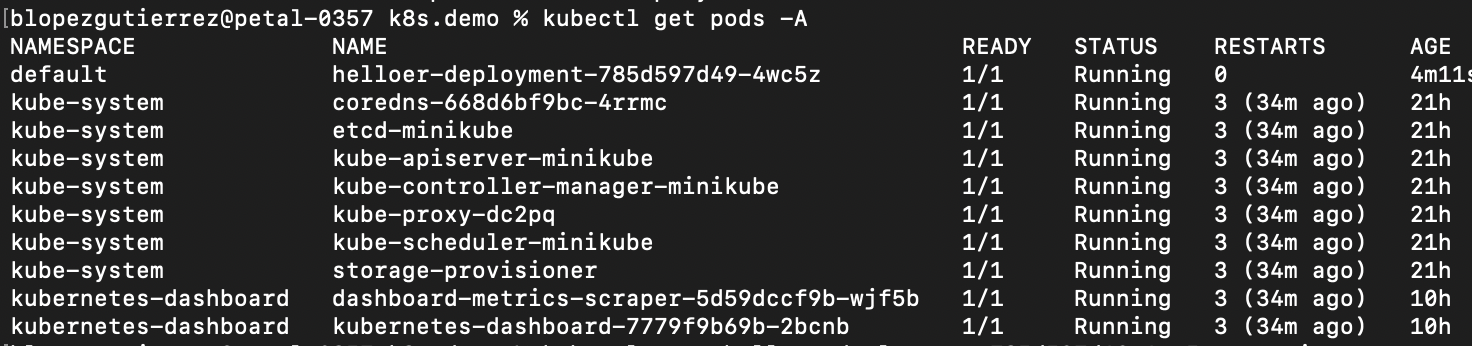 blopezgutierrez@petal-0357 k8s.demo % kubectl get pods -A
NAMESPACE NAME READY STATUS RESTARTS AGE
default helloer-deployment-785d597d49-4wc5z 1/1 Running 0 4m11s
kube-system coredns-668d6bf9bc-4rrmc 1/1 Running 3 (34m ago) 21h
kube-system etcd-minikube 1/1 Running 3 (34m ago) 21h
kube-system kube-apiserver-minikube 1/1 Running 3 (34m ago) 21h
kube-system kube-controller-manager-minikube 1/1 Running 3 (34m ago) 21h
kube-system kube-proxy-dc2pq 1/1 Running 3 (34m ago) 21h
kube-system kube-scheduler-minikube 1/1 Running 3 (34m ago) 21h
kube-system storage-provisioner 1/1 Running 3 (34m ago) 21h
kubernetes-dashboard dashboard-metrics-scraper-5d59dccf9b-wjf5b 1/1 Running 3 (34m ago) 10h
kubernetes-dashboard kubernetes-dashboard-7779f9b69b-2bcnb 1/1 Running 3 (34m ago) 10h